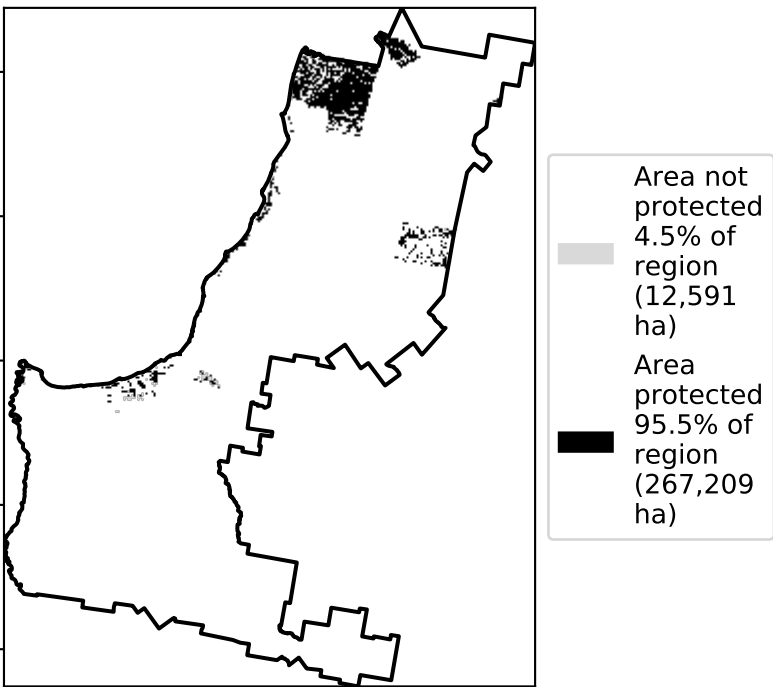 Area not
protected
4.5% of
region
(12,591
ha)
Area
protected
95.5% of
region
(267,209
ha)